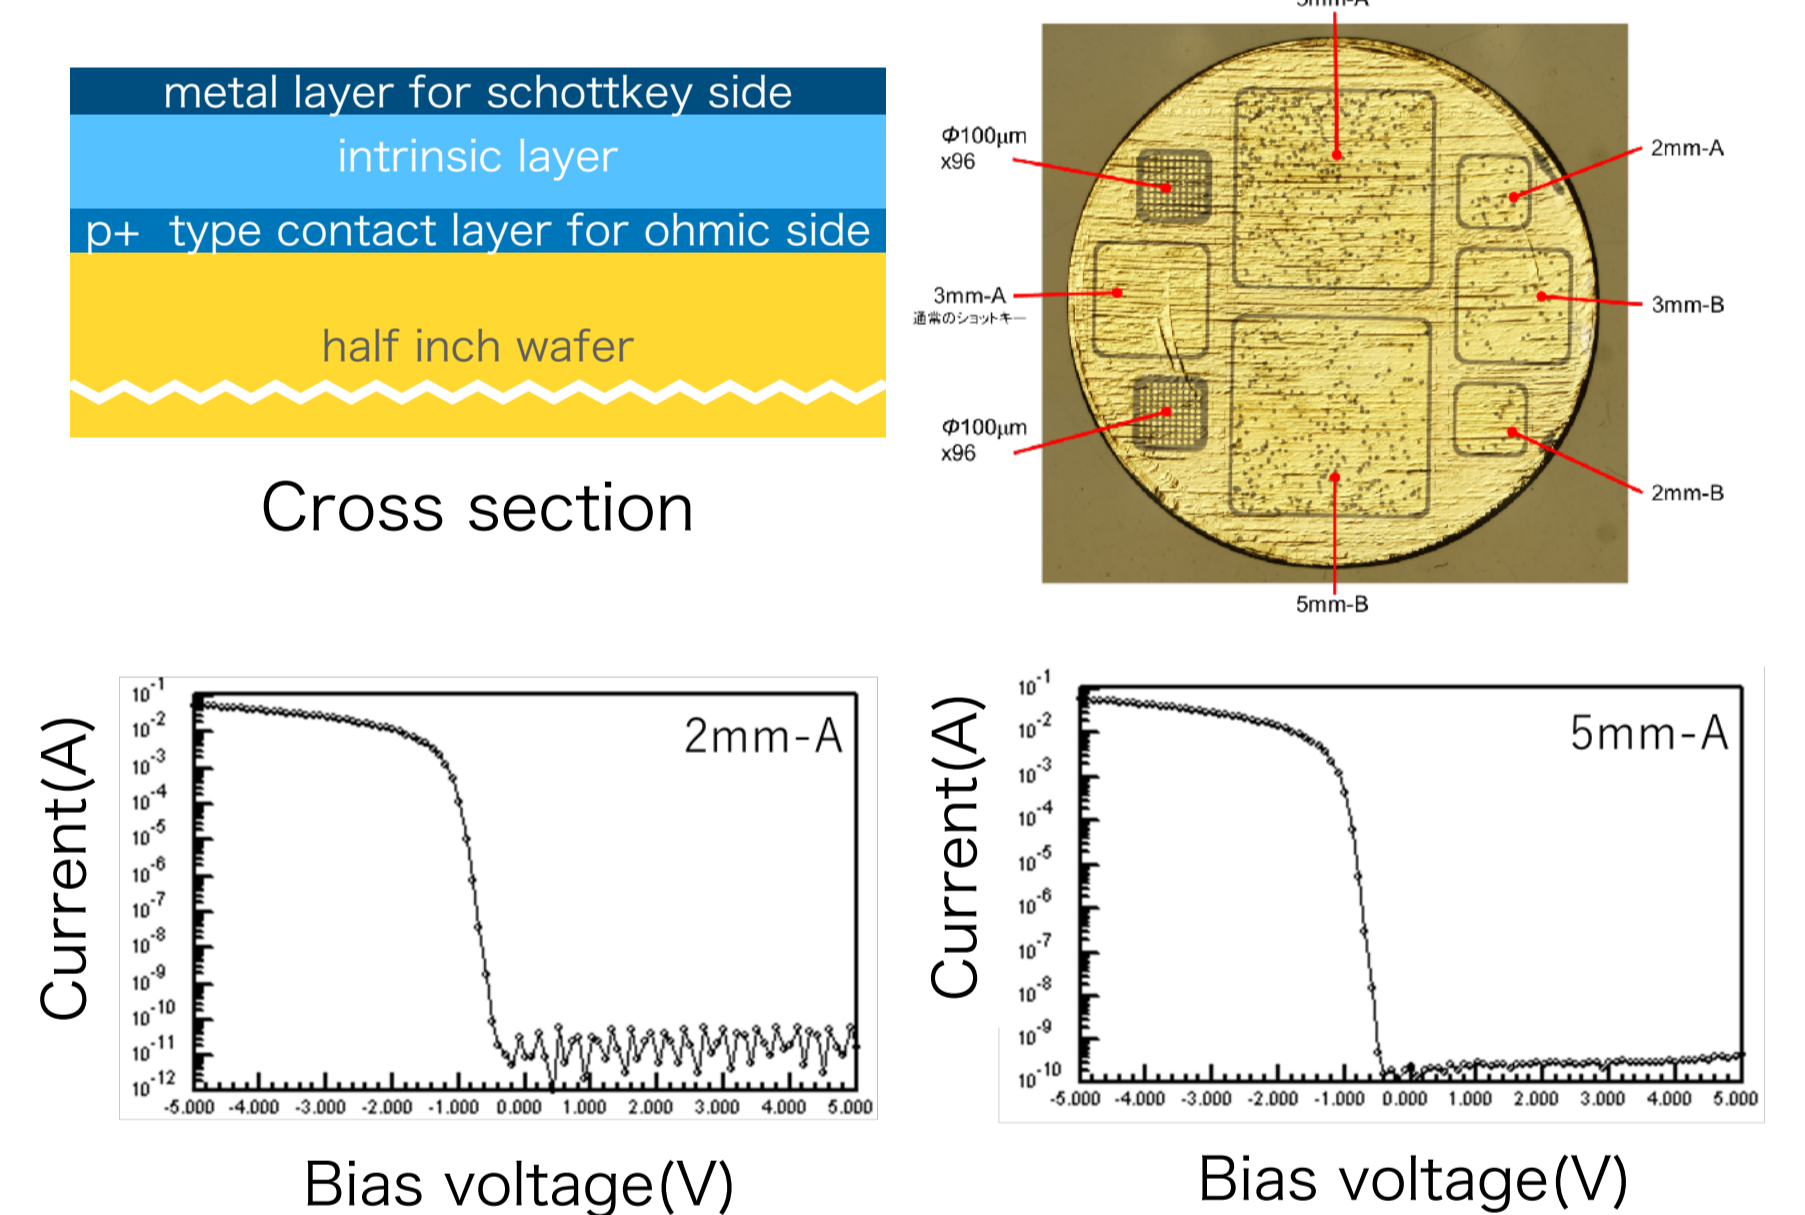 metal layer for schottkey side
intrinsic layer
p+ type contact layer for ohmic side
half inch wafer
Cross section
5mm-A
Φ100μm
x96
2mm-A
3mm-A
通常のショットキー
3mm-B
Φ100μm
x96
2mm-B
5mm-B
Current(A)
2mm-A
10-1
10-2
10-3
10-4
10-5
10-6
10-7
10-8
10-9
10-10
10-11
10-12
-5.000 -4.000 -3.000 -2.000 -1.000 0.000 1.000 2.000 3.000 4.000 5.000
Bias voltage(V)
Current(A)
5mm-A
10-1
10-2
10-3
10-4
10-5
10-6
10-7
10-8
10-9
10-10
-5.000 -4.000 -3.000 -2.000 -1.000 0.000 1.000 2.000 3.000 4.000 5.000
Bias voltage(V)